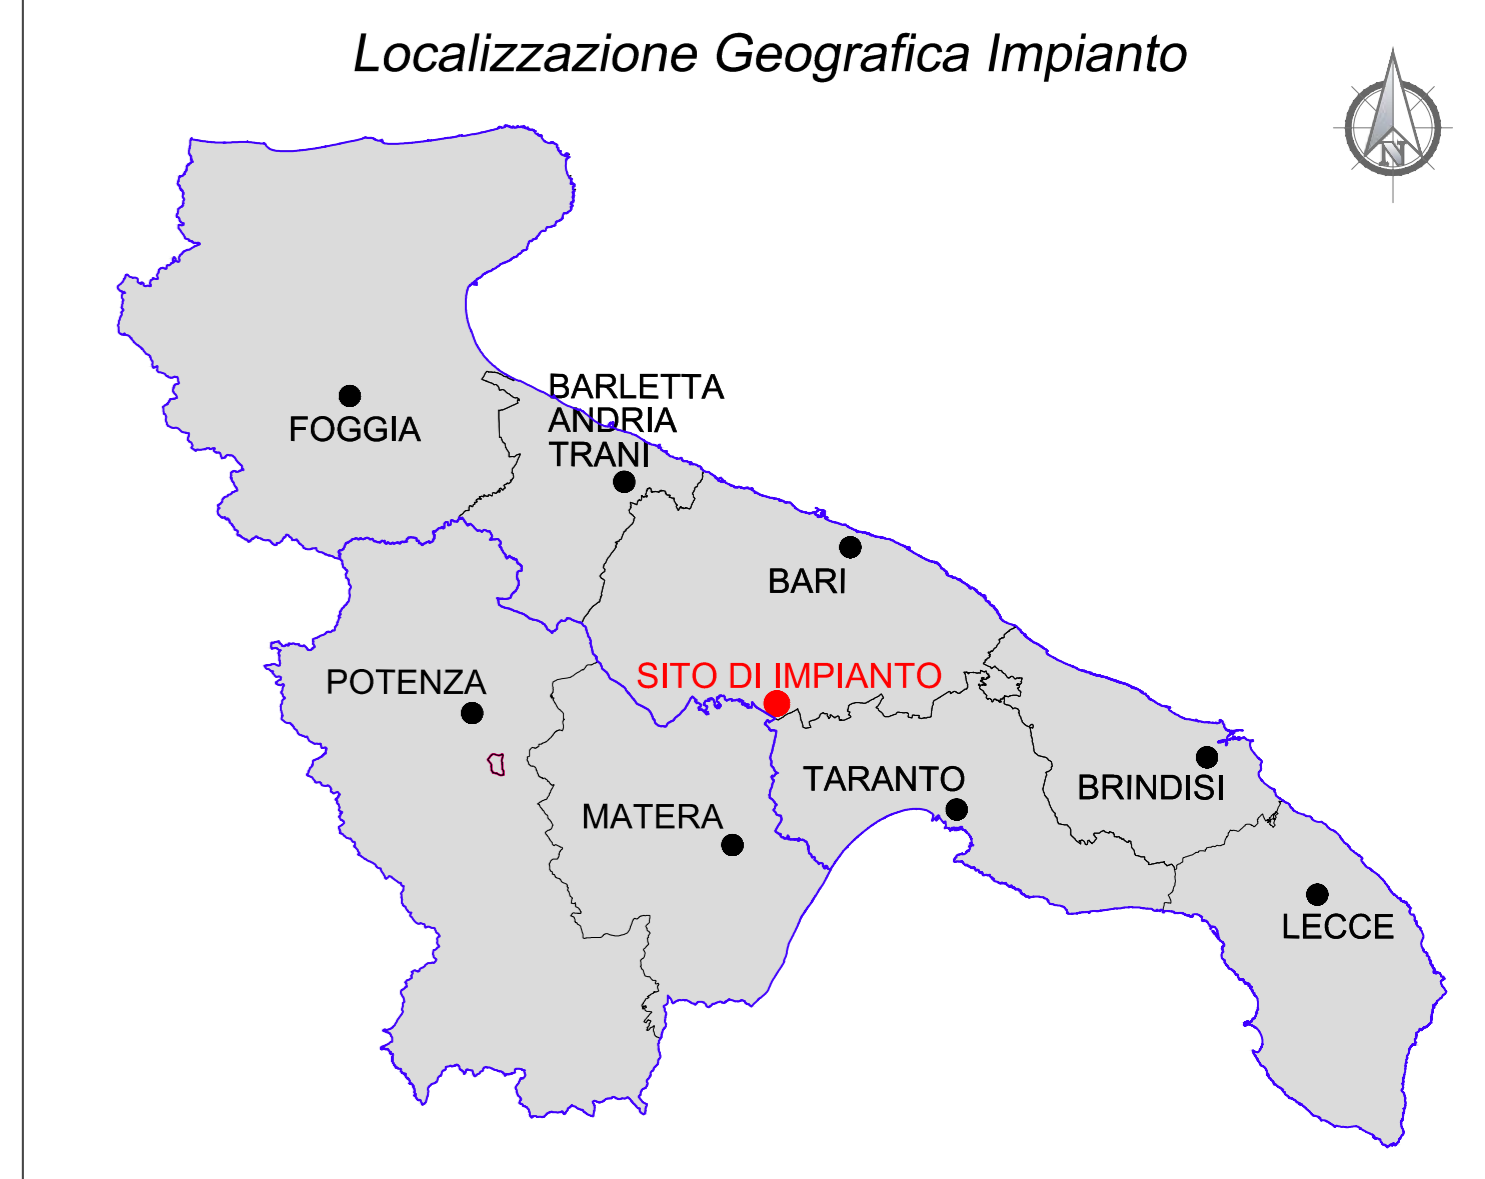 Localizzazione Geografica Impianto
N
BARLETTA
ANDRIA
TRANI
FOGGIA
BARI
SITO DI IMPIANTO
POTENZA
TARANTO
BRINDISI
MATERA
LECCE